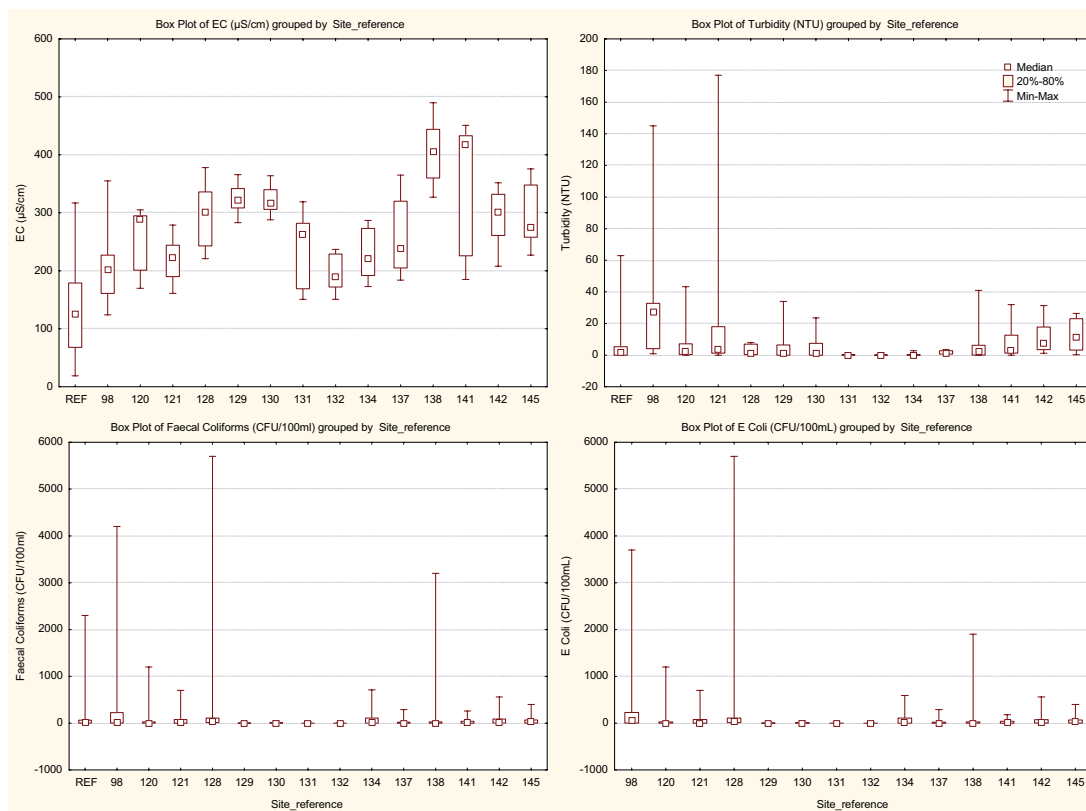 Box Plot of EC (µS/cm) grouped by Site_reference
600
500
400
300
200
100
0
EC (µS/cm)
REF 98 120 121 128 129 130 131 132 134 137 138 141 142 145
Box Plot of Turbidity (NTU) grouped by Site_reference
200
180
160
140
120
100
80
60
40
20
0
-20
Turbidity (NTU)
Median
20%-80%
Min-Max
REF 98 120 121 128 129 130 131 132 134 137 138 141 142 145
Box Plot of Faecal Coliforms (CFU/100ml) grouped by Site_reference
6000
5000
4000
3000
2000
1000
0
-1000
Faecal Coliforms (CFU/100ml)
REF 98 120 121 128 129 130 131 132 134 137 138 141 142 145
Site_reference
Box Plot of E Coli (CFU/100mL) grouped by Site_reference
6000
5000
4000
3000
2000
1000
0
-1000
E Coli (CFU/100mL)
98 120 121 128 129 130 131 132 134 137 138 141 142 145
Site_reference